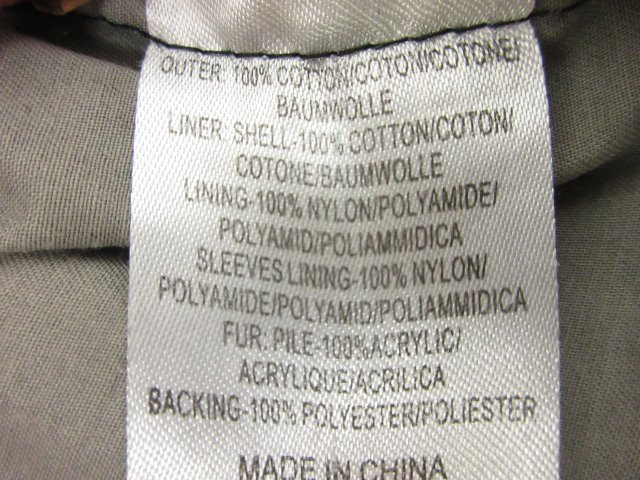 OUTER: 100% COTTON/COTON/COTONE/
BAUMWOLLE
LINER: SHELL-100% COTTON/COTON/
COTONE/BAUMWOLLE
LINING-100% NYLON/POLYAMIDE/
POLYAMID/POLIAMMIDICA
SLEEVES LINING-100% NYLON/
POLYAMIDE/POLYAMID/POLIAMMIDICA
FUR: PILE-100%ACRYLIC/
ACRYLIQUE/ACRILICA
BACKING-100% POLYESTER/POLIESTER
MADE IN CHINA